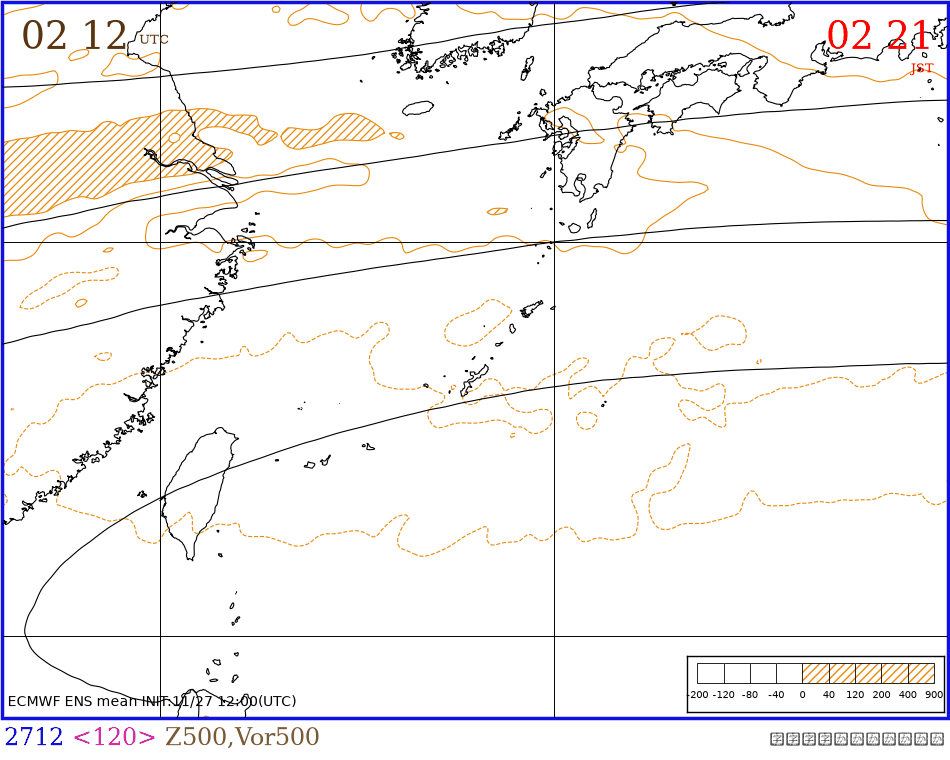 02 12 UTC
02 21
JST
-200 -120 -80 -40 0 40 120 200 400 900
ECMWF ENS mean INIT:11/27 12:00(UTC)
2712 <120> Z500,Vor500